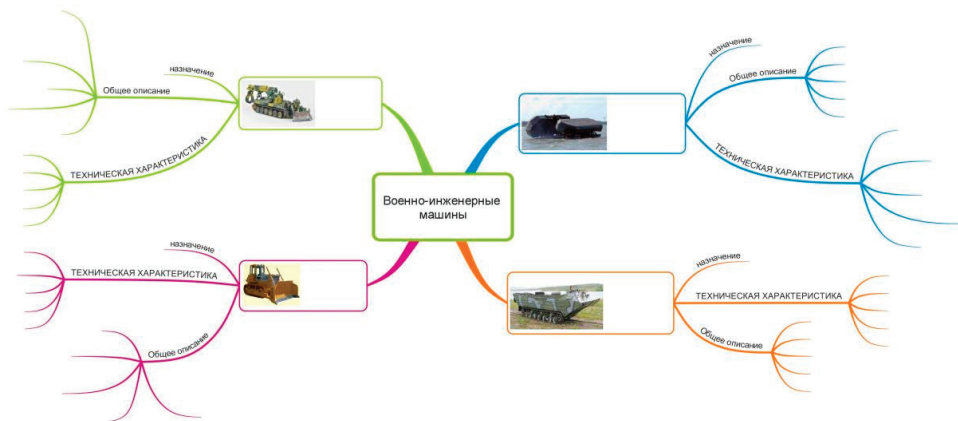 Военно-инженерные
машины
назначение
Общее описание
ТЕХНИЧЕСКАЯ ХАРАКТЕРИСТИКА
назначение
Общее описание
ТЕХНИЧЕСКАЯ ХАРАКТЕРИСТИКА
назначение
ТЕХНИЧЕСКАЯ ХАРАКТЕРИСТИКА
Общее описание
назначение
ТЕХНИЧЕСКАЯ ХАРАКТЕРИСТИКА
Общее описание